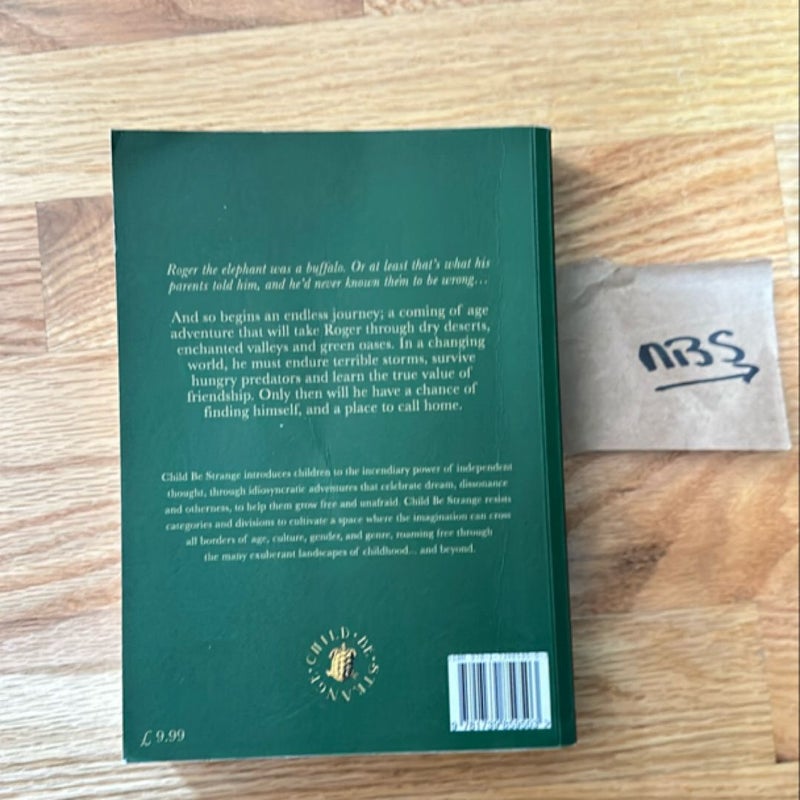 Roger the elephant was a buffalo. Or at least that's what his
parents told him, and he'd never known them to be wrong...
And so begins an endless journey; a coming of age
adventure that will take Roger through dry deserts,
enchanted valleys and green oases. In a changing
world, he must endure terrible storms, survive
hungry predators and learn the true value of
friendship. Only then will he have a chance of
finding himself, and a place to call home.
Child Be Strange introduces children to the incendiary power of independent
thought, through idiosyncratic adventures that celebrate dream, dissonance
and otherness, to help them grow free and unafraid. Child Be Strange resists
categories and divisions to cultivate a space where the imagination can cross
all borders of age, culture, gender, and genre, roaming free through
the many exuberant landscapes of childhood... and beyond.
CHILD·BE·STRANGE·
£ 9.99
NBS